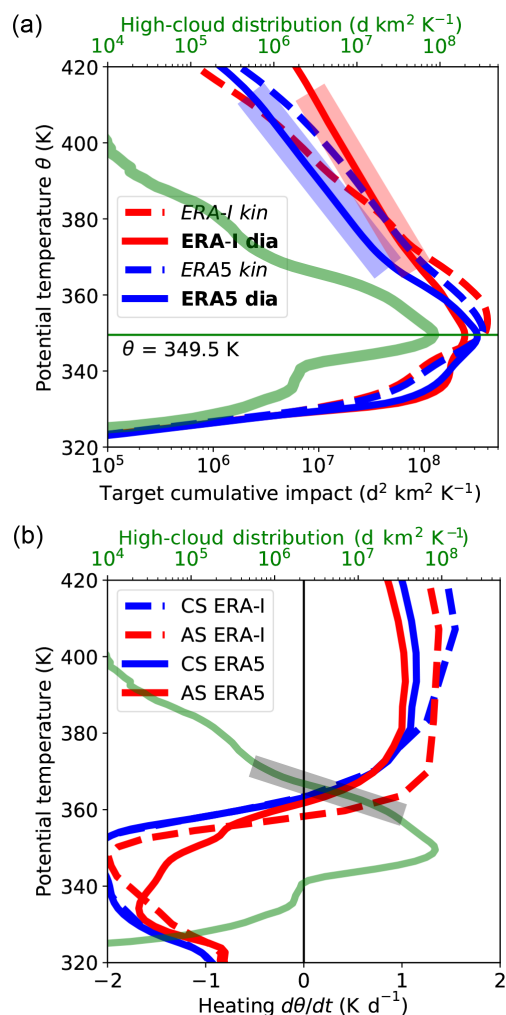 (a)
High-cloud distribution (d km² K⁻¹)
10⁴ 10⁵ 10⁶ 10⁷ 10⁸
420
400
380
360
340
320
Potential temperature θ (K)
ERA-I kin
ERA-I dia
ERA5 kin
ERA5 dia
θ = 349.5 K
10⁵ 10⁶ 10⁷ 10⁸
Target cumulative impact (d² km² K⁻¹)
(b)
High-cloud distribution (d km² K⁻¹)
10⁴ 10⁵ 10⁶ 10⁷ 10⁸
420
400
380
360
340
320
Potential temperature (K)
CS ERA-I
AS ERA-I
CS ERA5
AS ERA5
−2 −1 0 1 2
Heating dθ/dt (K d⁻¹)